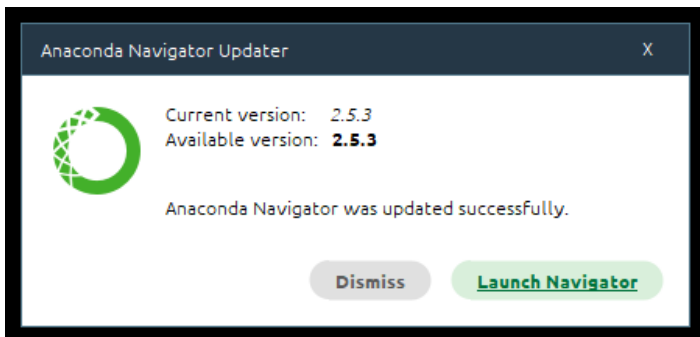 Anaconda Navigator Updater X
Current version: 2.5.3
Available version: 2.5.3
Anaconda Navigator was updated successfully.
Dismiss Launch Navigator